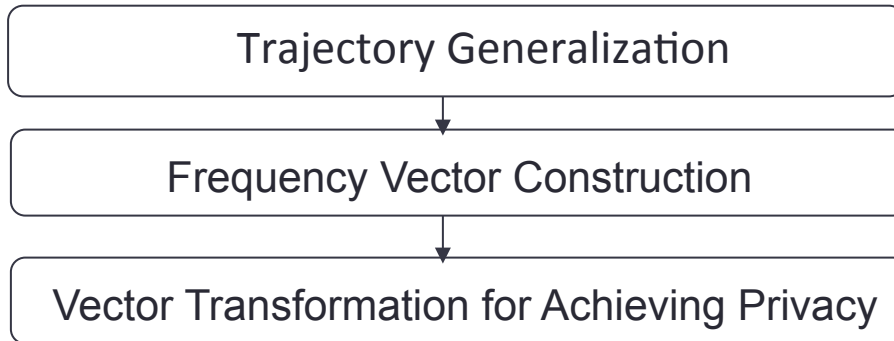 Trajectory Generalization
Frequency Vector Construction
Vector Transformation for Achieving Privacy